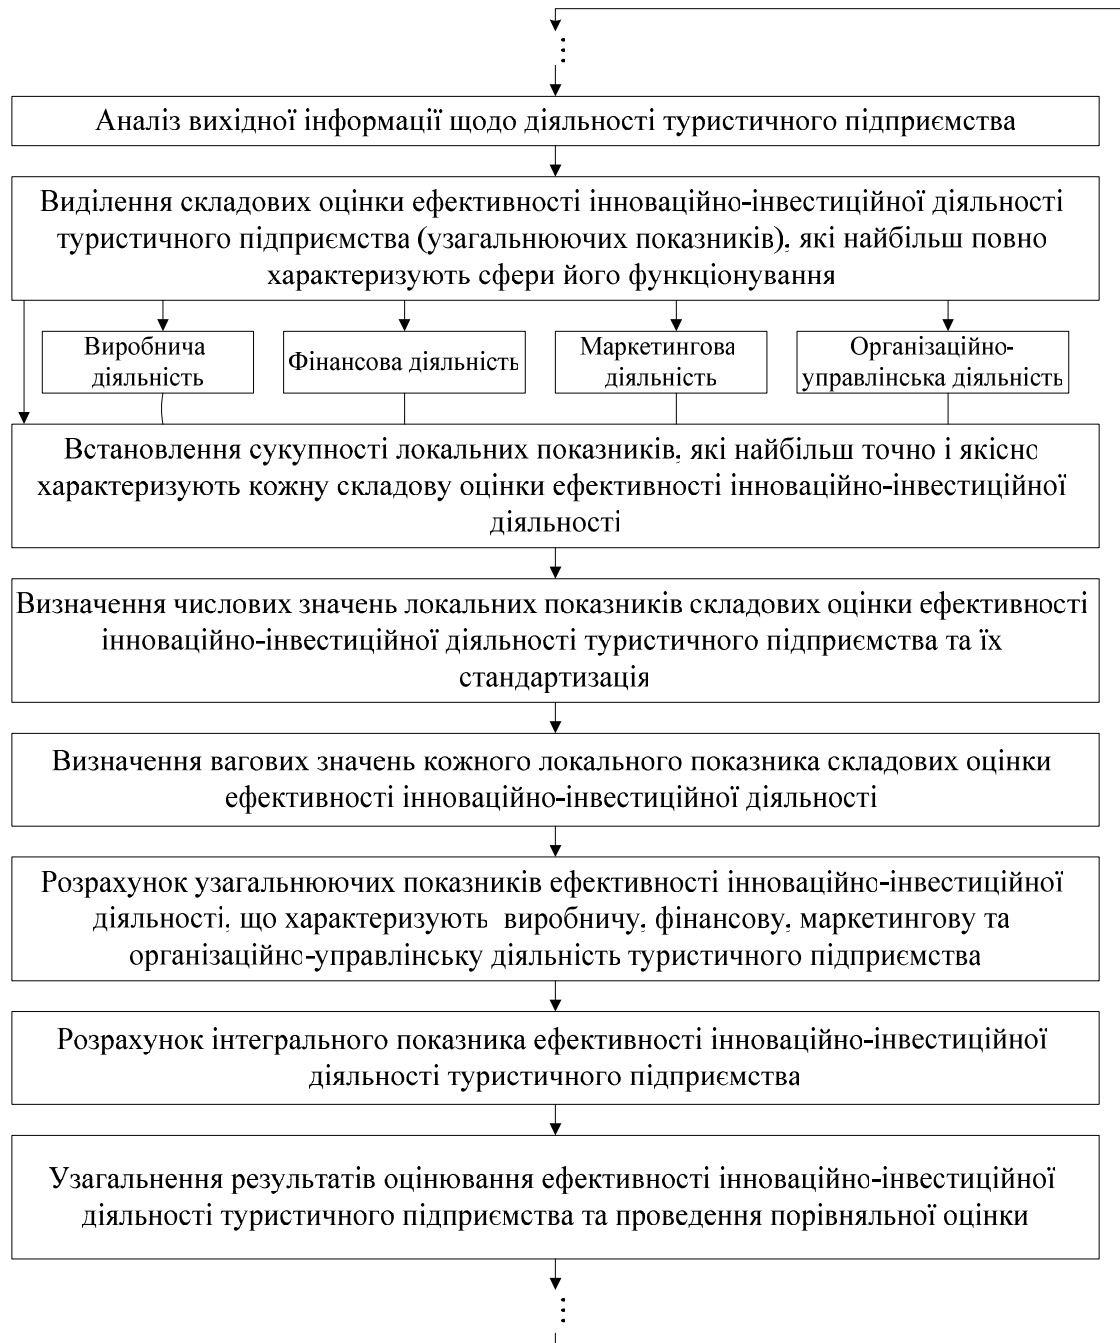 Аналіз вихідної інформації щодо діяльності туристичного підприємства
Виділення складових оцінки ефективності інноваційно-інвестиційної діяльності
туристичного підприємства (узагальнюючих показників), які найбільш повно
характеризують сфери його функціонування
Виробнича
діяльність
Фінансова діяльність
Маркетингова
діяльність
Організаційно-
управлінська діяльність
Встановлення сукупності локальних показників, які найбільш точно і якісно
характеризують кожну складову оцінки ефективності інноваційно-інвестиційної
діяльності
Визначення числових значень локальних показників складових оцінки ефективності
інноваційно-інвестиційної діяльності туристичного підприємства та їх
стандартизація
Визначення вагових значень кожного локального показника складових оцінки
ефективності інноваційно-інвестиційної діяльності
Розрахунок узагальнюючих показників ефективності інноваційно-інвестиційної
діяльності, що характеризують виробничу, фінансову, маркетингову та
організаційно-управлінську діяльність туристичного підприємства
Розрахунок інтегрального показника ефективності інноваційно-інвестиційної
діяльності туристичного підприємства
Узагальнення результатів оцінювання ефективності інноваційно-інвестиційної
діяльності туристичного підприємства та проведення порівняльної оцінки